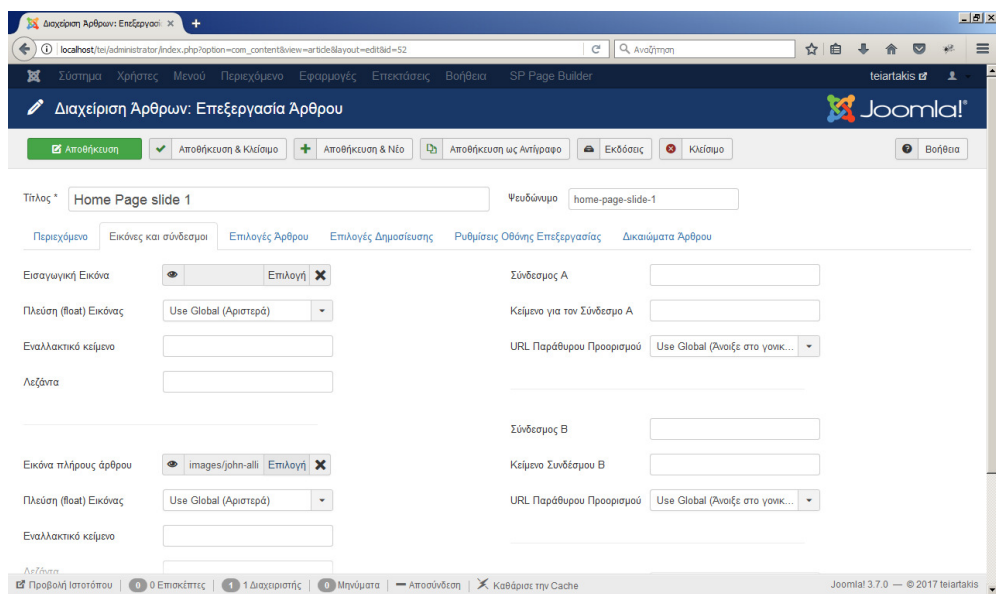 Διαχείριση Άρθρων: Επεξεργασί
localhost/tei/administrator/index.php?option=com_content&view=article&layout=edit&id=52
Αναζήτηση
Σύστημα Χρήστες Μενού Περιεχόμενο Εφαρμογές Επεκτάσεις Βοήθεια SP Page Builder teiartakis
Διαχείριση Άρθρων: Επεξεργασία Άρθρου Joomla!®
Αποθήκευση Αποθήκευση & Κλείσιμο Αποθήκευση & Νέο Αποθήκευση ως Αντίγραφο Εκδόσεις Κλείσιμο Βοήθεια
Τίτλος * Home Page slide 1 Ψευδώνυμο home-page-slide-1
Περιεχόμενο Εικόνες και σύνδεσμοι Επιλογές Άρθρου Επιλογές Δημοσίευσης Ρυθμίσεις Οθόνης Επεξεργασίας Δικαιώματα Άρθρου
Εισαγωγική Εικόνα Επιλογή Σύνδεσμος Α
Πλεύση (float) Εικόνας Use Global (Αριστερά) Κείμενο για τον Σύνδεσμο Α
Εναλλακτικό κείμενο URL Παράθυρου Προορισμού Use Global (Άνοιξε στο γονικ...
Λεζάντα
Σύνδεσμος Β
Εικόνα πλήρους άρθρου images/john-alli Επιλογή Κείμενο Συνδέσμου Β
Πλεύση (float) Εικόνας Use Global (Αριστερά) URL Παράθυρου Προορισμού Use Global (Άνοιξε στο γονικ...
Εναλλακτικό κείμενο
Λεζάντα
Προβολή Ιστοτόπου 0 0 Επισκέπτες 1 1 Διαχειριστής 0 Μηνύματα Αποσύνδεση Καθάρισε την Cache Joomla! 3.7.0 — © 2017 teiartakis